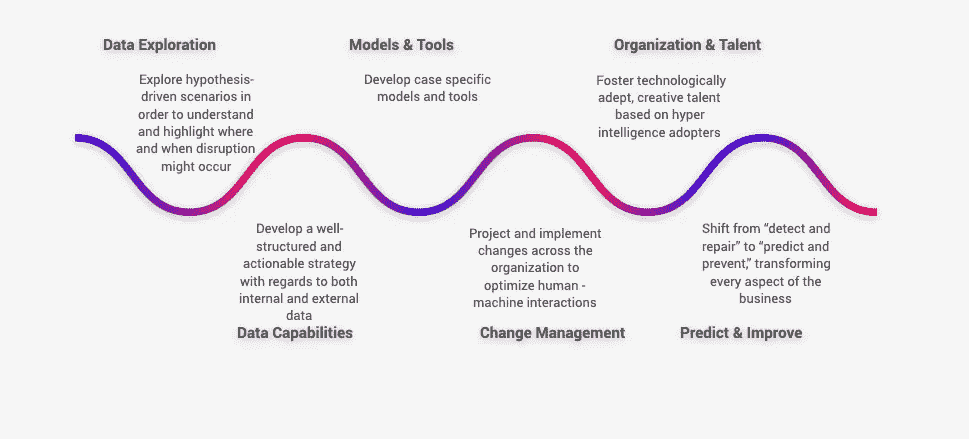 Data Exploration
Explore hypothesis-
driven scenarios in
order to understand
and highlight where
and when disruption
might occur
Develop a well-
structured and
actionable strategy
with regards to both
internal and external
data
Data Capabilities
Models & Tools
Develop case specific
models and tools
Project and implement
changes across the
organization to
optimize human -
machine interactions
Change Management
Organization & Talent
Foster technologically
adept, creative talent
based on hyper
intelligence adopters
Shift from “detect and
repair” to “predict and
prevent,” transforming
every aspect of the
business
Predict & Improve